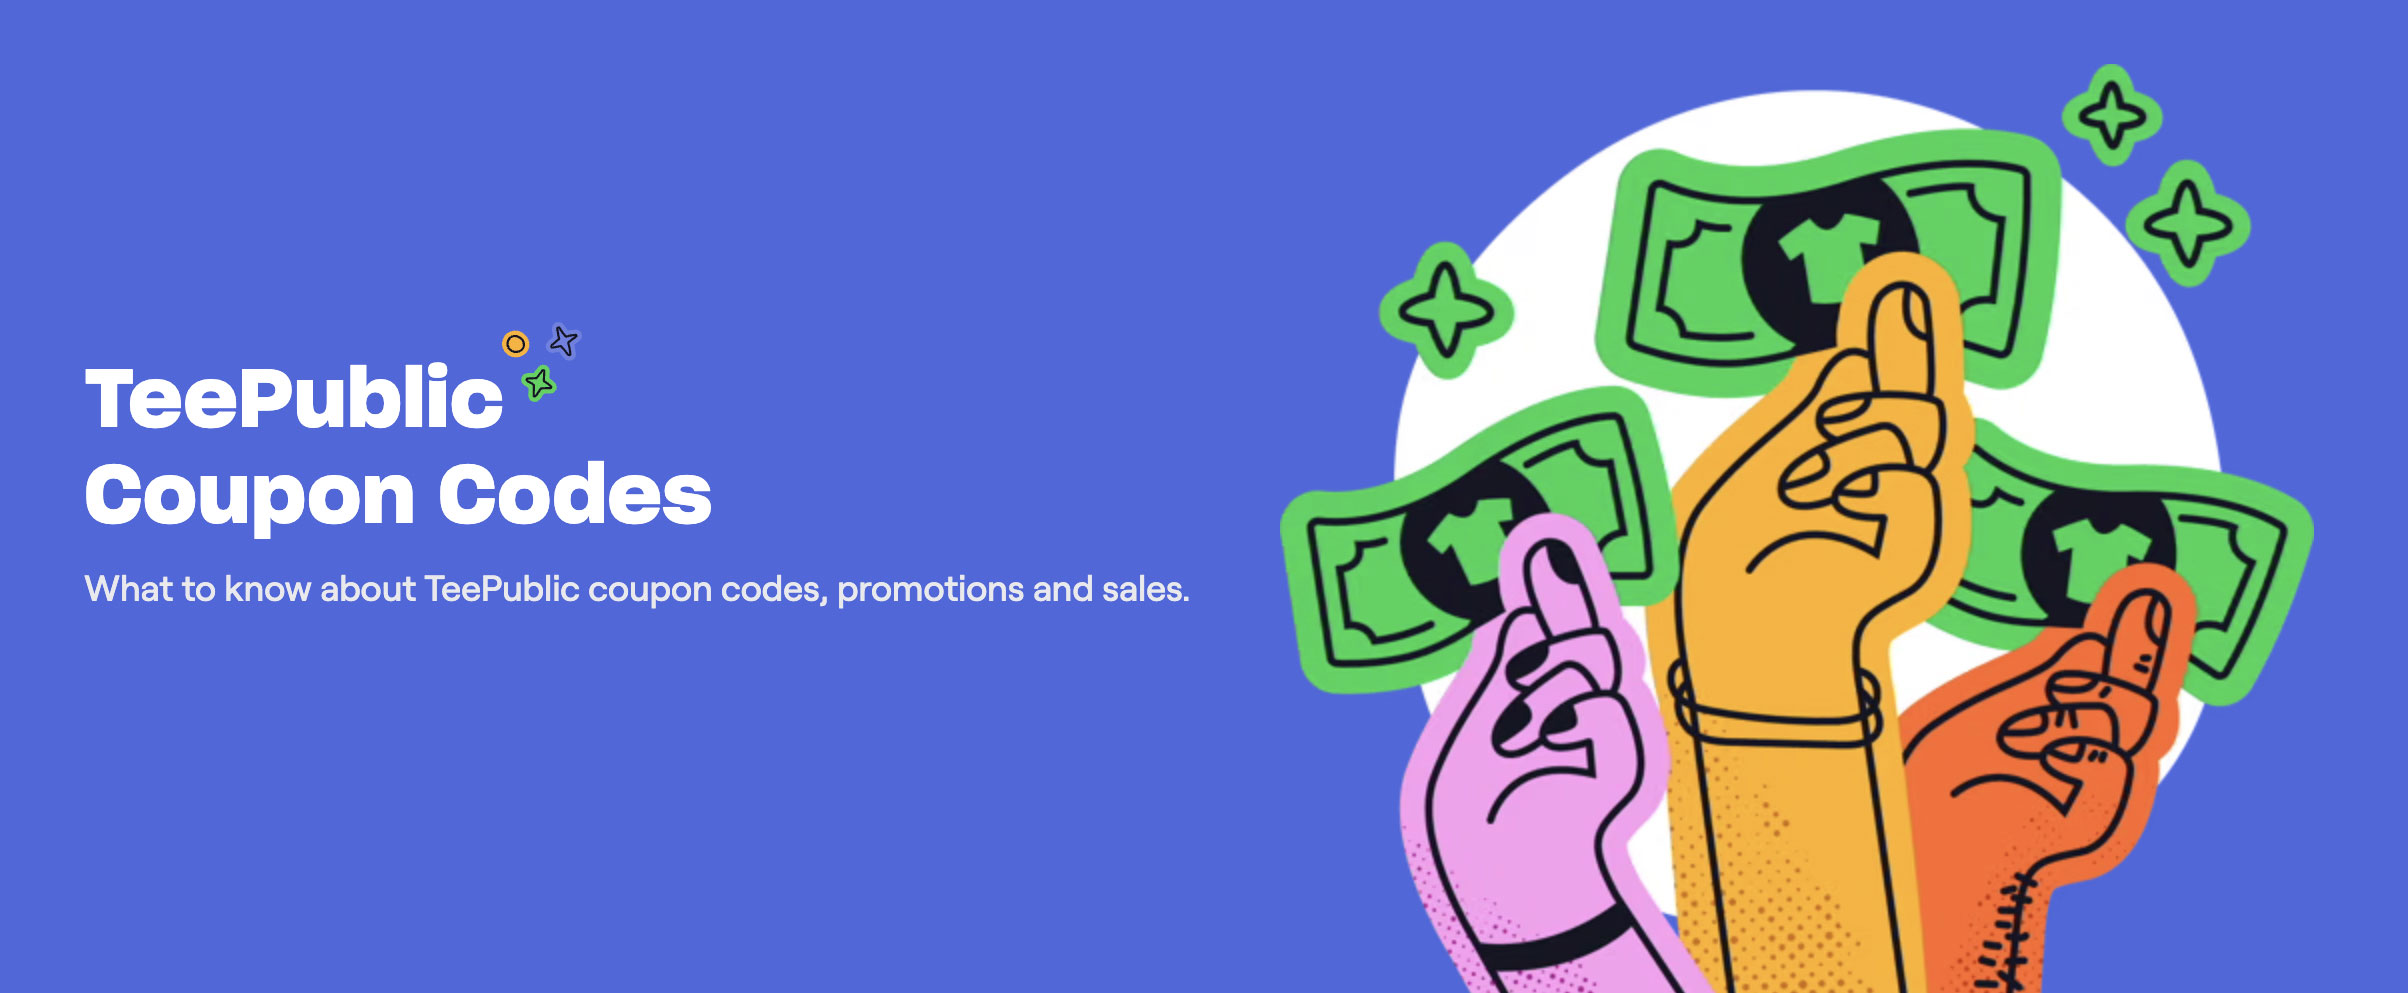 TeePublic
Coupon Codes
What to know about TeePublic coupon codes, promotions and sales.